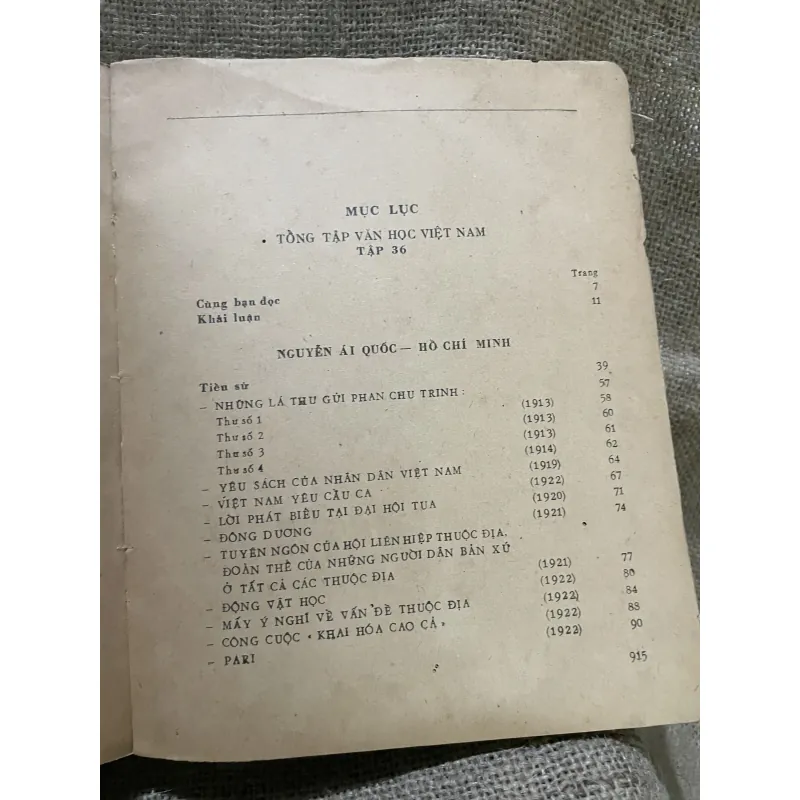 MỤC LỤC
TỔNG TẬP VĂN HỌC VIỆT NAM
TẬP 36
Trang
Cùng bạn đọc 7
Khải luận 11
NGUYỄN ÁI QUỐC — HỒ CHÍ MINH
Tiểu sử 39
— NHỮNG LÁ THƯ GỬI PHAN CHU TRINH : 57
Thư số 1 (1913) 58
Thư số 2 (1913) 60
Thư số 3 (1913) 61
Thư số 4 (1914) 62
— YÊU SÁCH CỦA NHÂN DÂN VIỆT NAM (1919) 64
— VIỆT NAM YÊU CẦU CA (1922) 67
— LỜI PHÁT BIỂU TẠI ĐẠI HỘI TUA (1920) 71
— ĐÔNG DƯƠNG (1921) 74
— TUYÊN NGÔN CỦA HỘI LIÊN HIỆP THUỘC ĐỊA,
ĐOÀN THỂ CỦA NHỮNG NGƯỜI DÂN BẢN XỨ
Ở TẤT CẢ CÁC THUỘC ĐỊA (1921) 77
— ĐỘNG VẬT HỌC (1922) 80
— MẤY Ý NGHĨ VỀ VẤN ĐỀ THUỘC ĐỊA (1922) 84
— CÔNG CUỘC « KHAI HÓA CAO CẢ » (1922) 88
— PARI (1922) 90
915